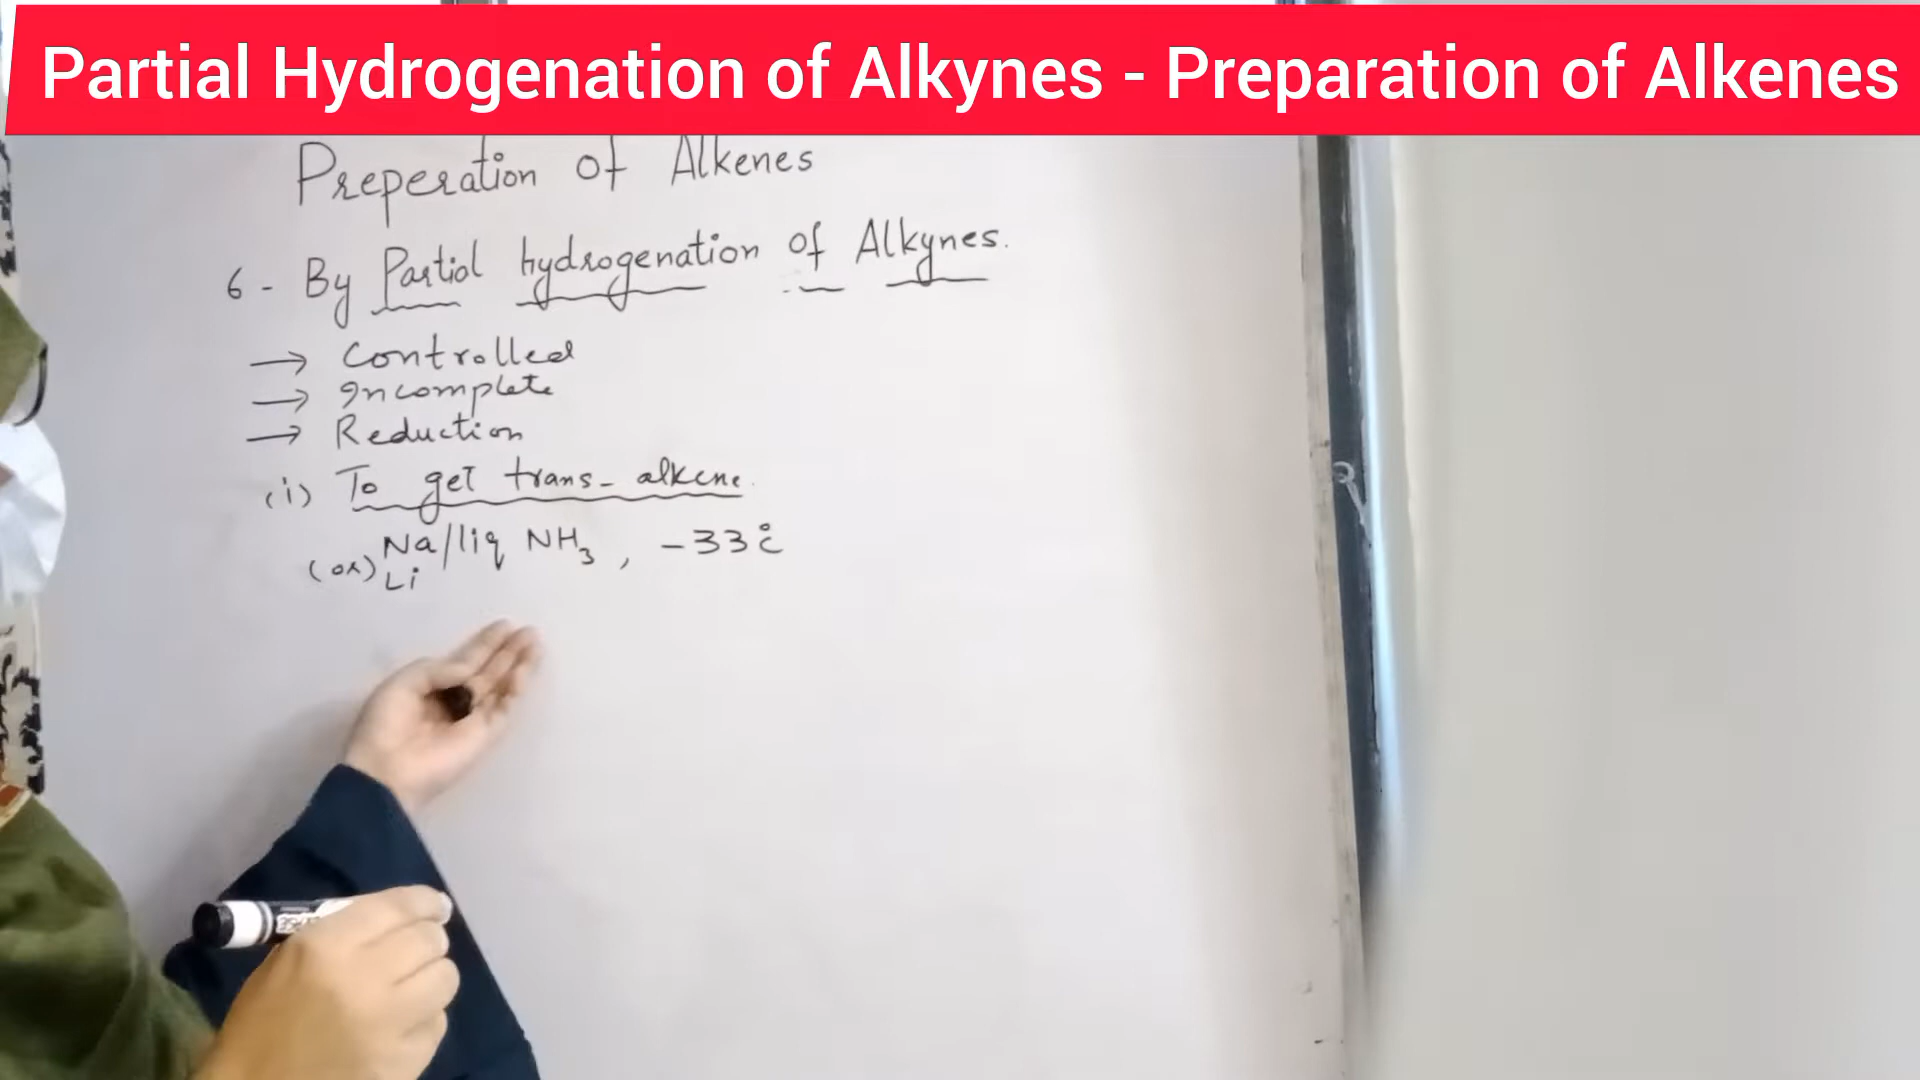 Partial Hydrogenation of Alkynes - Preparation of Alkenes
Preperation of Alkenes
6 - By Partial hydrogenation of Alkynes.
→ Controlled
→ Incomplete
→ Reduction
(i) To get trans-alkene.
Na/liq NH₃, -33°C
(or) Li